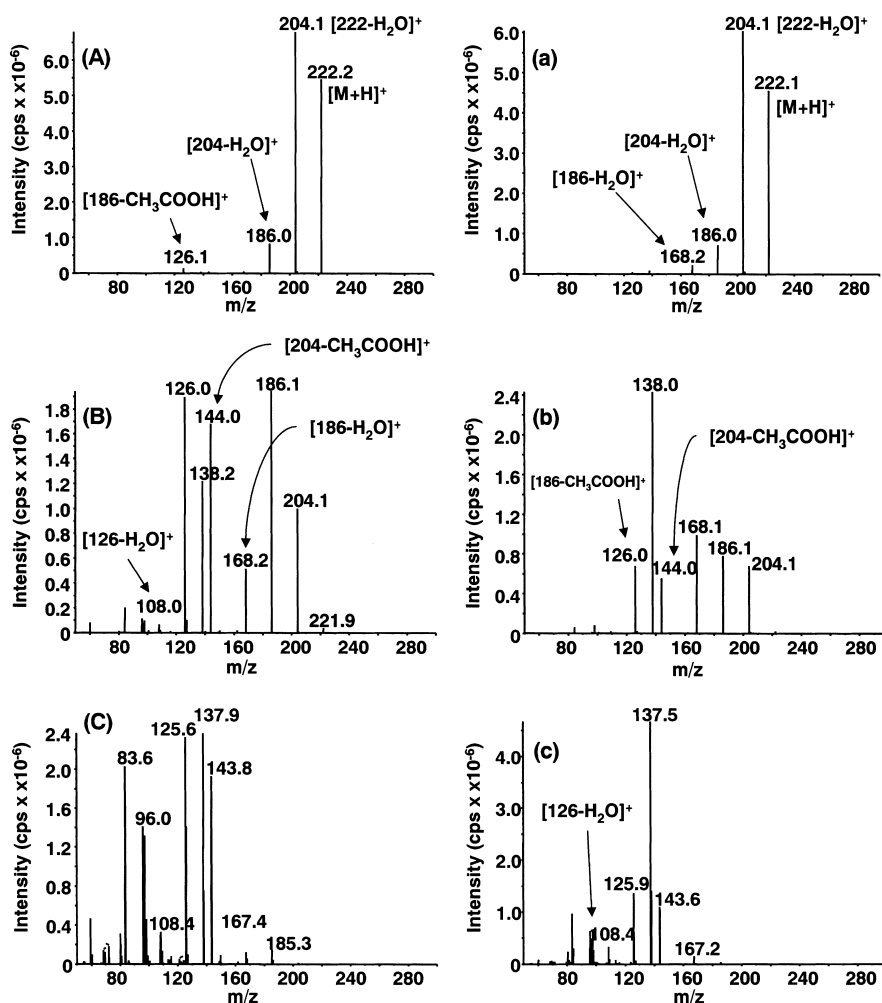 (A)
204.1 [222-H₂O]⁺
222.2
[M+H]⁺
[204-H₂O]⁺
[186-CH₃COOH]⁺
186.0
126.1
Intensity (cps x x10⁻⁶)
6.0
5.0
4.0
3.0
2.0
1.0
0
80 120 160 200 240 280
m/z
(a)
204.1 [222-H₂O]⁺
222.1
[M+H]⁺
[204-H₂O]⁺
[186-H₂O]⁺
186.0
168.2
Intensity (cps x x10⁻⁶)
6.0
5.0
4.0
3.0
2.0
1.0
0
80 120 160 200 240 280
m/z
(B)
[204-CH₃COOH]⁺
126.0
186.1
144.0
[186-H₂O]⁺
138.2
204.1
[126-H₂O]⁺
168.2
108.0
221.9
Intensity (cps x x10⁻⁶)
1.8
1.6
1.4
1.2
1.0
0.8
0.6
0.4
0.2
0
80 120 160 200 240 280
m/z
(b)
138.0
[204-CH₃COOH]⁺
[186-CH₃COOH]⁺
168.1
126.0
186.1
144.0
204.1
Intensity (cps x x10⁻⁶)
2.4
2.0
1.6
1.2
0.8
0.4
0
80 120 160 200 240 280
m/z
(C)
137.9
125.6
83.6
143.8
96.0
108.4
167.4
185.3
Intensity (cps x x10⁻⁶)
2.4
2.0
1.6
1.2
0.8
0.4
0
80 120 160 200 240 280
m/z
(c)
137.5
[126-H₂O]⁺
125.9
143.6
08.4
167.2
Intensity (cps x x10⁻⁶)
4.0
3.0
2.0
1.0
0
80 120 160 200 240 280
m/z